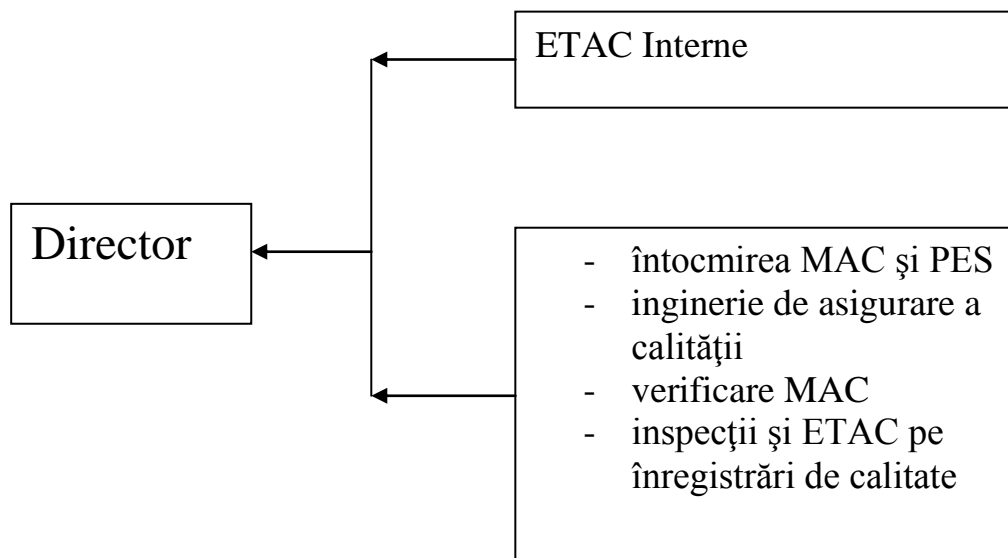 ETAC Interne
Director
- întocmirea MAC şi PES
- inginerie de asigurare a
calităţii
- verificare MAC
- inspecţii şi ETAC pe
înregistrări de calitate